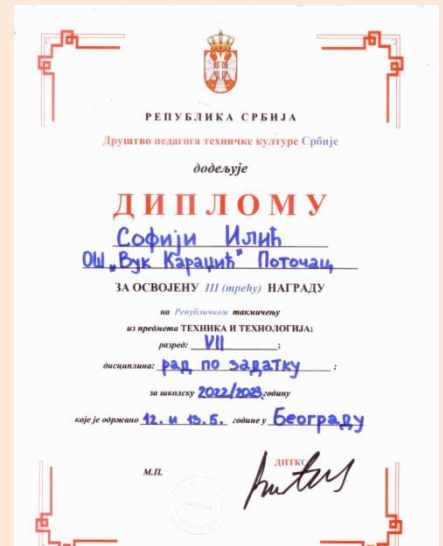 РЕПУБЛИКА СРБИЈА
Друштво педагога техничке културе Србије
додељује
ДИПЛОМУ
Софији Илић
ОШ „Вук Караџић" Поточац
ЗА ОСВОЈЕНУ III (трећу) НАГРАДУ
на Републичком такмичењу
из предмета ТЕХНИКА И ТЕХНОЛОГИЈА;
разред: VII ;
дисциплина: рад по задатку ;
за школску 2022/2023 годину
које је одржано 12. и 13.5. године у Београду
М.П. ДПТКС